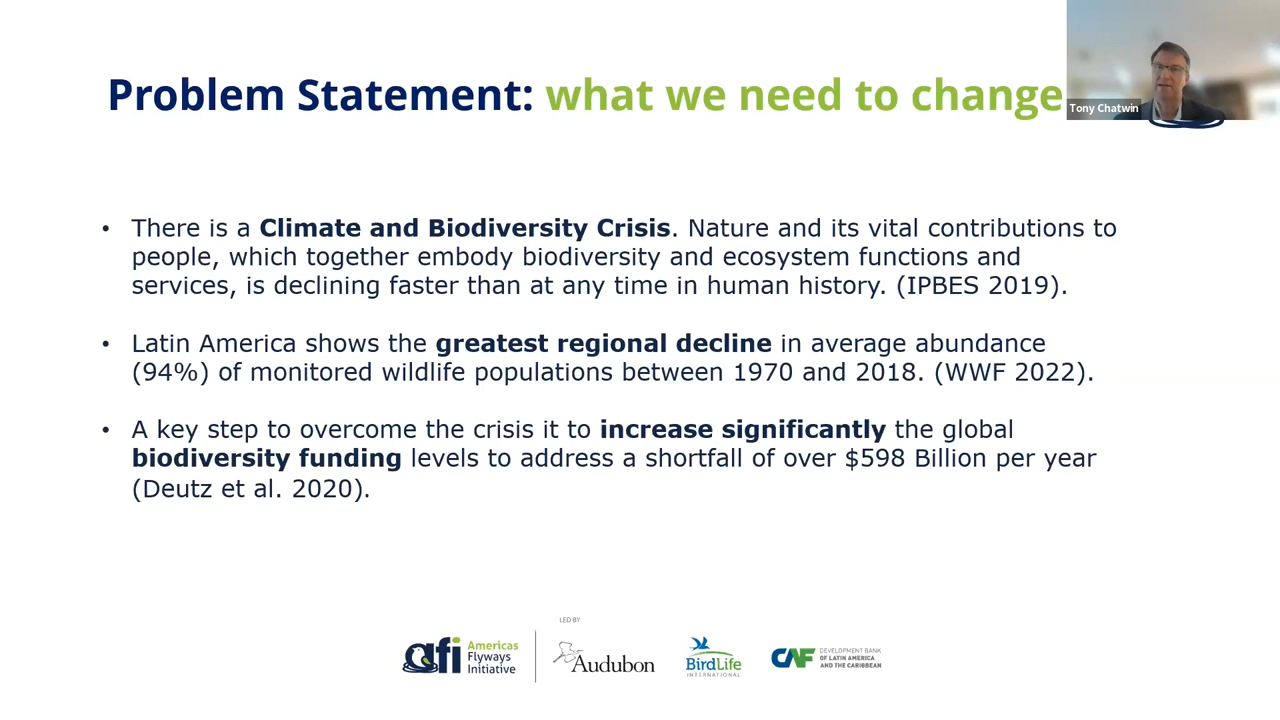 Problem Statement: what we need to change
Tony Chatwin
• There is a Climate and Biodiversity Crisis. Nature and its vital contributions to
people, which together embody biodiversity and ecosystem functions and
services, is declining faster than at any time in human history. (IPBES 2019).
• Latin America shows the greatest regional decline in average abundance
(94%) of monitored wildlife populations between 1970 and 2018. (WWF 2022).
• A key step to overcome the crisis it to increase significantly the global
biodiversity funding levels to address a shortfall of over $598 Billion per year
(Deutz et al. 2020).
LED BY
afi Americas
Flyways
Initiative
Audubon
BirdLife
INTERNATIONAL
CAF DEVELOPMENT BANK
OF LATIN AMERICA
AND THE CARIBBEAN